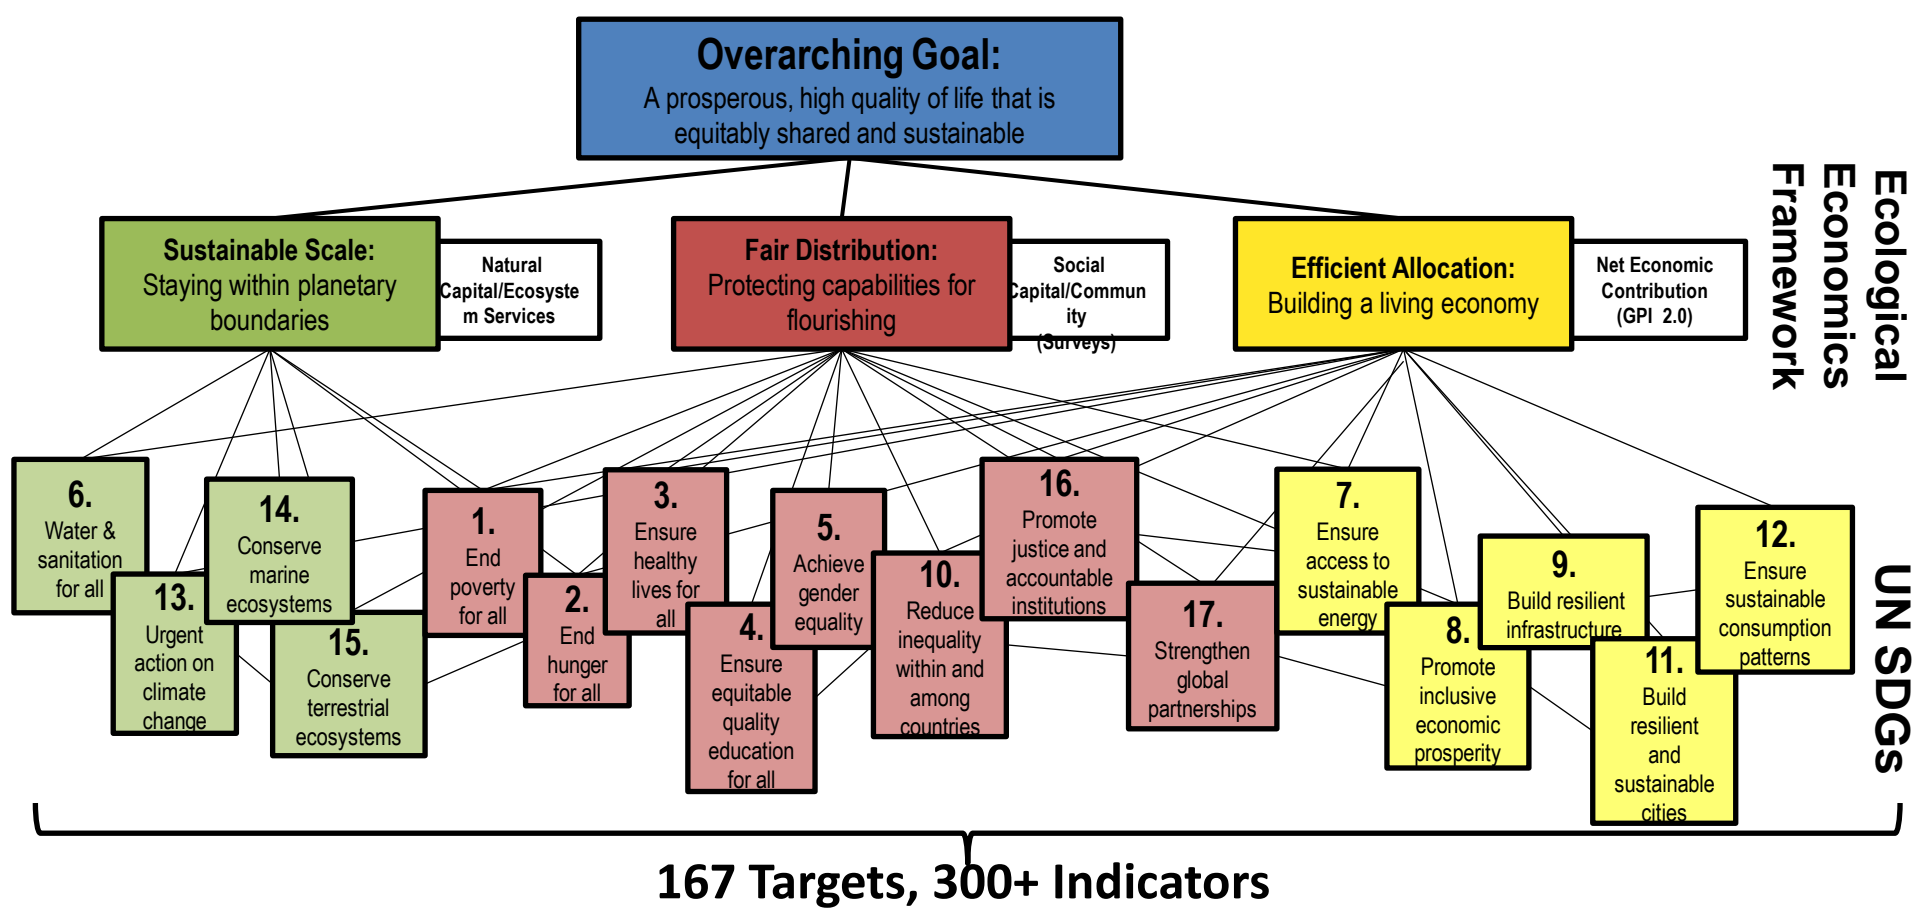 Overarching Goal:
A prosperous, high quality of life that is
equitably shared and sustainable
Sustainable Scale:
Staying within planetary
boundaries
Natural
Capital/Ecosyste
m Services
Fair Distribution:
Protecting capabilities for
flourishing
Social
Capital/Commun
ity
(Surveys)
Efficient Allocation:
Building a living economy
Net Economic
Contribution
(GPI 2.0)
Ecological
Economics
Framework
6.
Water &
sanitation
for all
13.
Urgent
action on
climate
change
14.
Conserve
marine
ecosystems
15.
Conserve
terrestrial
ecosystems
1.
End
poverty
for all
2.
End
hunger
for all
3.
Ensure
healthy
lives for
all
4.
Ensure
equitable
quality
education
for all
5.
Achieve
gender
equality
10.
Reduce
inequality
within and
among
countries
16.
Promote
justice and
accountable
institutions
17.
Strengthen
global
partnerships
7.
Ensure
access to
sustainable
energy
8.
Promote
inclusive
economic
prosperity
9.
Build resilient
infrastructure
11.
Build
resilient
and
sustainable
cities
12.
Ensure
sustainable
consumption
patterns
UN SDGs
167 Targets, 300+ Indicators